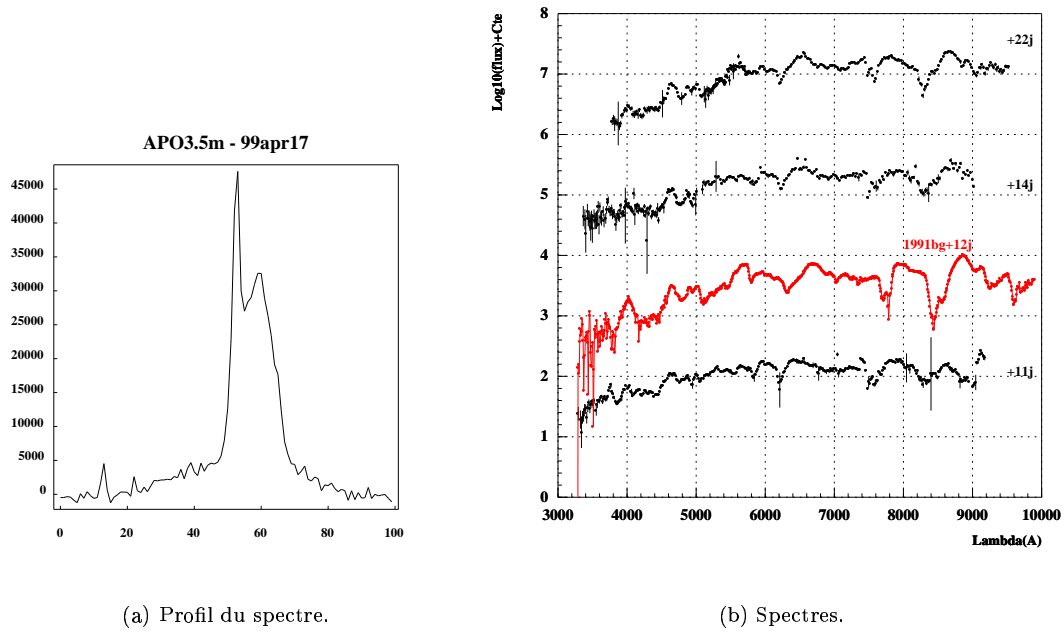 APO3.5m - 99apr17
45000
40000
35000
30000
25000
20000
15000
10000
5000
0
0 20 40 60 80 100
(a) Profil du spectre.
Log10(flux)+Cte
8
7
6
5
4
3
2
1
0
+22j
+14j
1991bg+12j
+11j
3000 4000 5000 6000 7000 8000 9000 10000
Lambda(A)
(b) Spectres.